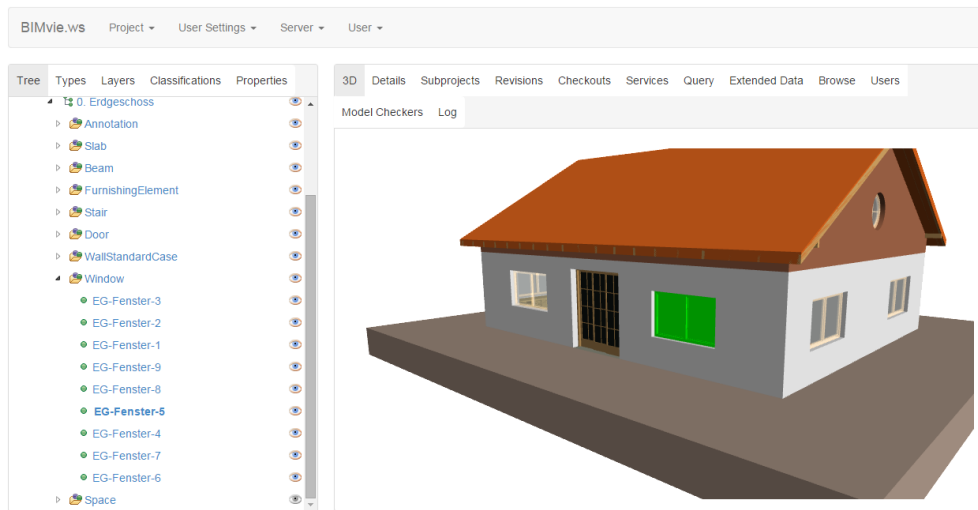 BIMvie.ws Project User Settings Server User
Tree Types Layers Classifications Properties
3D Details Subprojects Revisions Checkouts Services Query Extended Data Browse Users
Model Checkers Log
0. Erdgeschoss
Annotation
Slab
Beam
FurnishingElement
Stair
Door
WallStandardCase
Window
EG-Fenster-3
EG-Fenster-2
EG-Fenster-1
EG-Fenster-9
EG-Fenster-8
EG-Fenster-5
EG-Fenster-4
EG-Fenster-7
EG-Fenster-6
Space